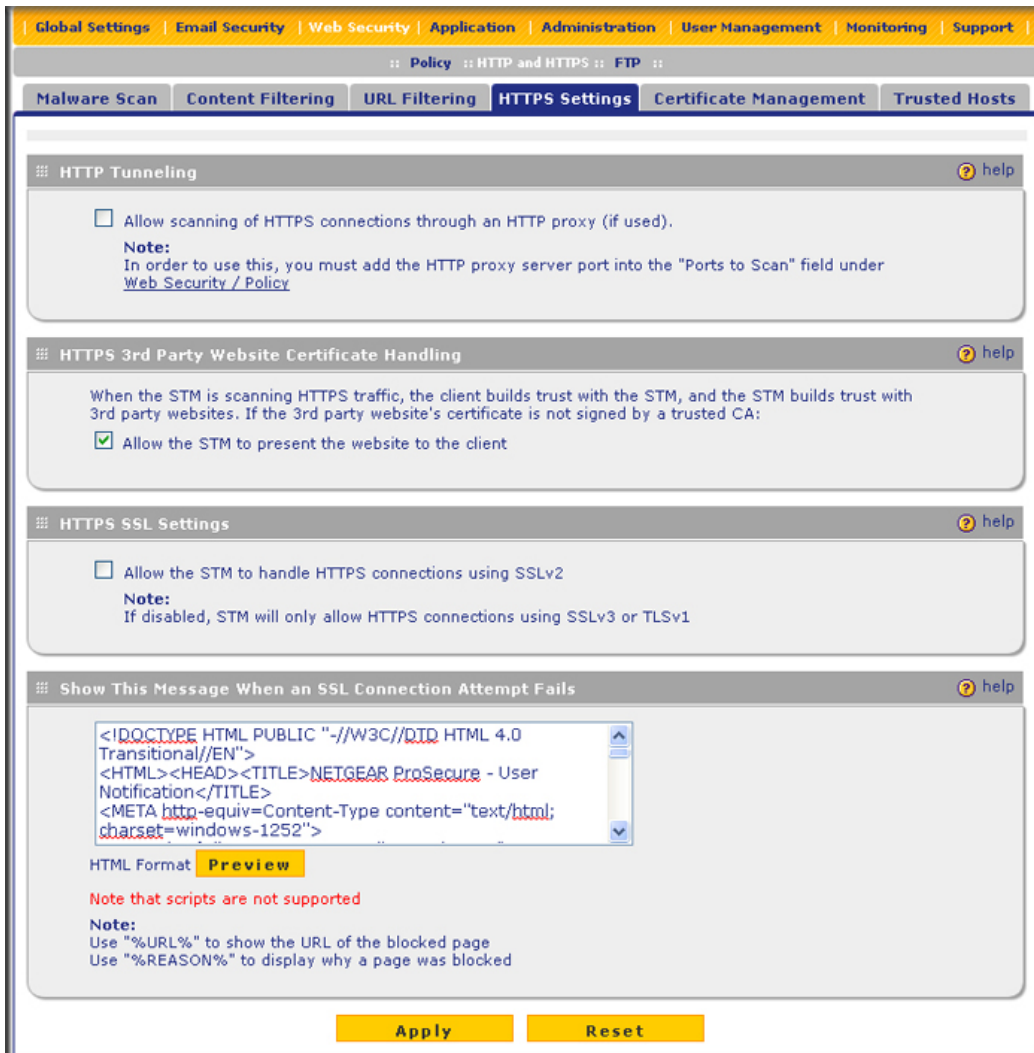 Global Settings | Email Security | Web Security | Application | Administration | User Management | Monitoring | Support
:: Policy :: HTTP and HTTPS :: FTP ::
Malware Scan Content Filtering URL Filtering HTTPS Settings Certificate Management Trusted Hosts
HTTP Tunneling ? help
Allow scanning of HTTPS connections through an HTTP proxy (if used).
Note:
In order to use this, you must add the HTTP proxy server port into the "Ports to Scan" field under
Web Security / Policy
HTTPS 3rd Party Website Certificate Handling ? help
When the STM is scanning HTTPS traffic, the client builds trust with the STM, and the STM builds trust with
3rd party websites. If the 3rd party website's certificate is not signed by a trusted CA:
Allow the STM to present the website to the client
HTTPS SSL Settings ? help
Allow the STM to handle HTTPS connections using SSLv2
Note:
If disabled, STM will only allow HTTPS connections using SSLv3 or TLSv1
Show This Message When an SSL Connection Attempt Fails ? help
<!DOCTYPE HTML PUBLIC "-//W3C//DTD HTML 4.0
Transitional//EN">
<HTML><HEAD><TITLE>NETGEAR ProSecure - User
Notification</TITLE>
<META http-equiv=Content-Type content="text/html;
charset=windows-1252">
HTML Format Preview
Note that scripts are not supported
Note:
Use "%URL%" to show the URL of the blocked page
Use "%REASON%" to display why a page was blocked
Apply Reset